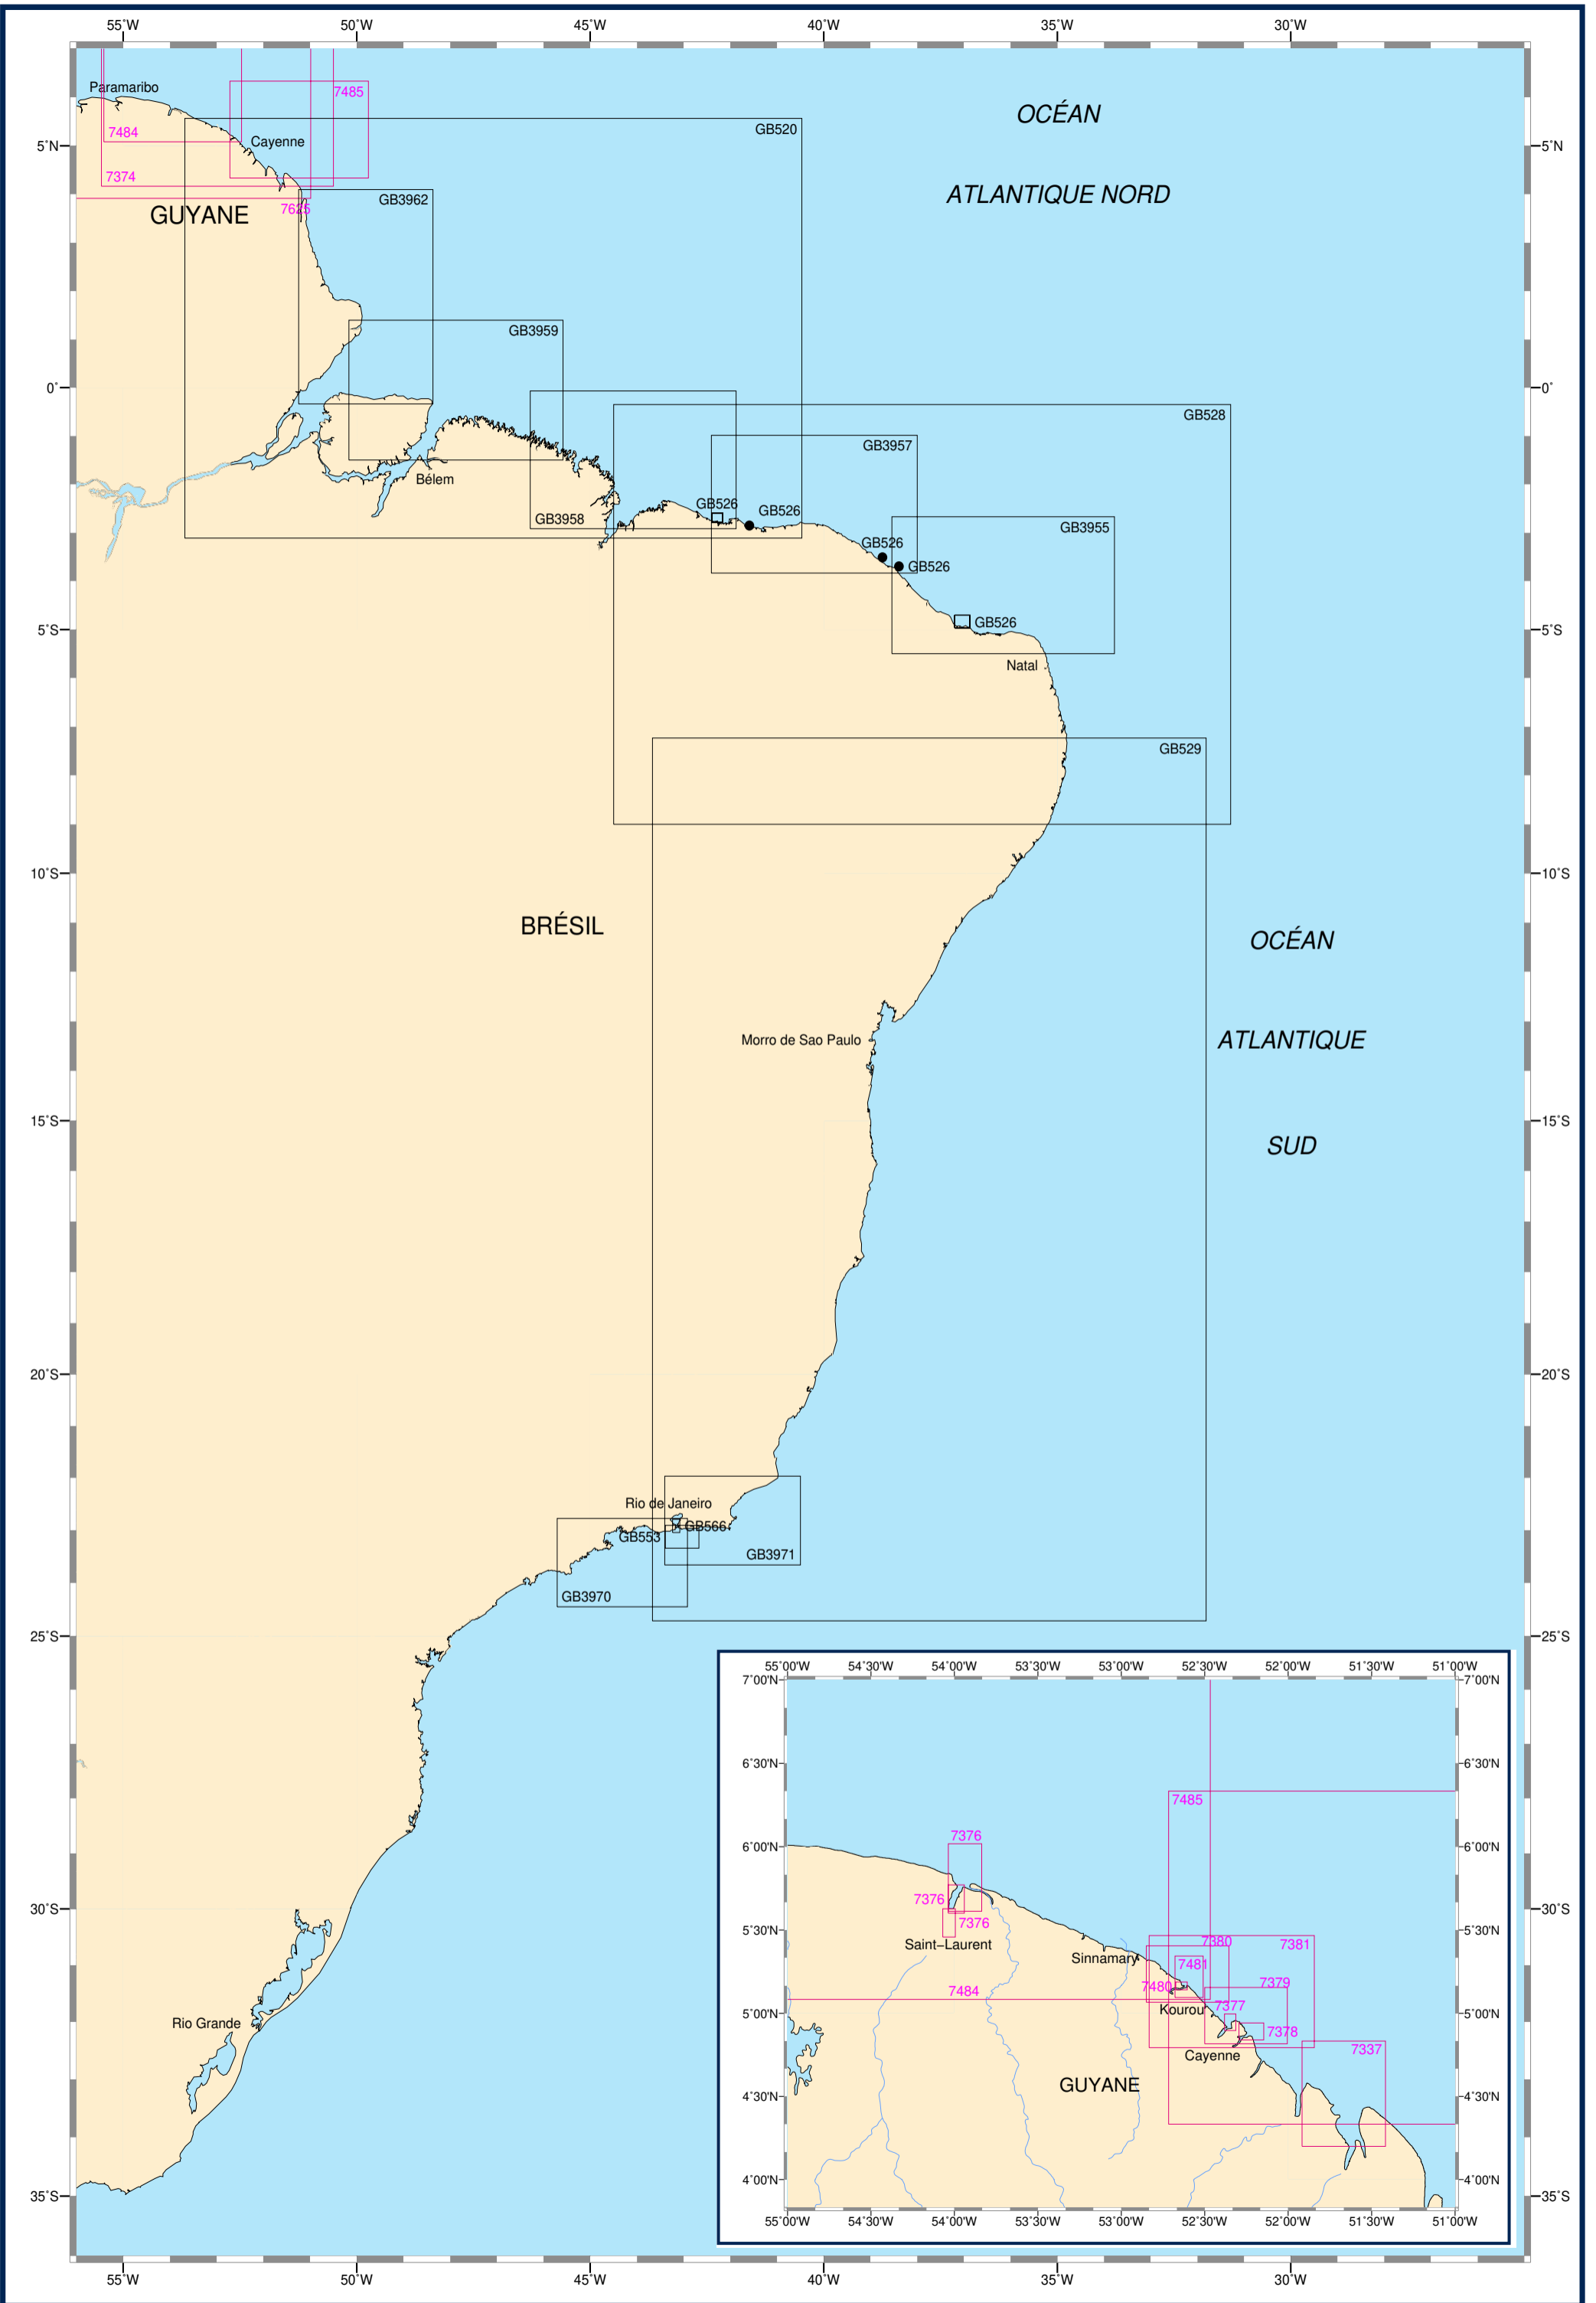 55°W 50°W 45°W 40°W 35°W 30°W
Paramaribo
7485
OCÉAN
7484
GB520
Cayenne
5°N 5°N
7374
ATLANTIQUE NORD
GB3962
7625
GUYANE
GB3959
0° 0°
GB528
GB3957
Bélem
GB526
GB526
GB3958
GB3955
GB526
GB526
GB526
5°S 5°S
Natal
GB529
10°S 10°S
BRÉSIL
OCÉAN
Morro de Sao Paulo
ATLANTIQUE
15°S 15°S
SUD
20°S 20°S
Rio de Janeiro
GB566
GB553
GB3971
GB3970
25°S 25°S
30°S 30°S
Rio Grande
35°S 35°S
55°W 50°W 45°W 40°W 35°W 30°W
55°00'W 54°30'W 54°00'W 53°30'W 53°00'W 52°30'W 52°00'W 51°30'W 51°00'W
7°00'N 7°00'N
6°30'N 6°30'N
7485
7376
6°00'N 6°00'N
7376
7376
5°30'N 5°30'N
Saint–Laurent
7380
7381
Sinnamary
7481
7379
7480
7484
7377
Kourou
5°00'N 5°00'N
7378
7337
Cayenne
GUYANE
4°30'N 4°30'N
4°00'N 4°00'N
55°00'W 54°30'W 54°00'W 53°30'W 53°00'W 52°30'W 52°00'W 51°30'W 51°00'W